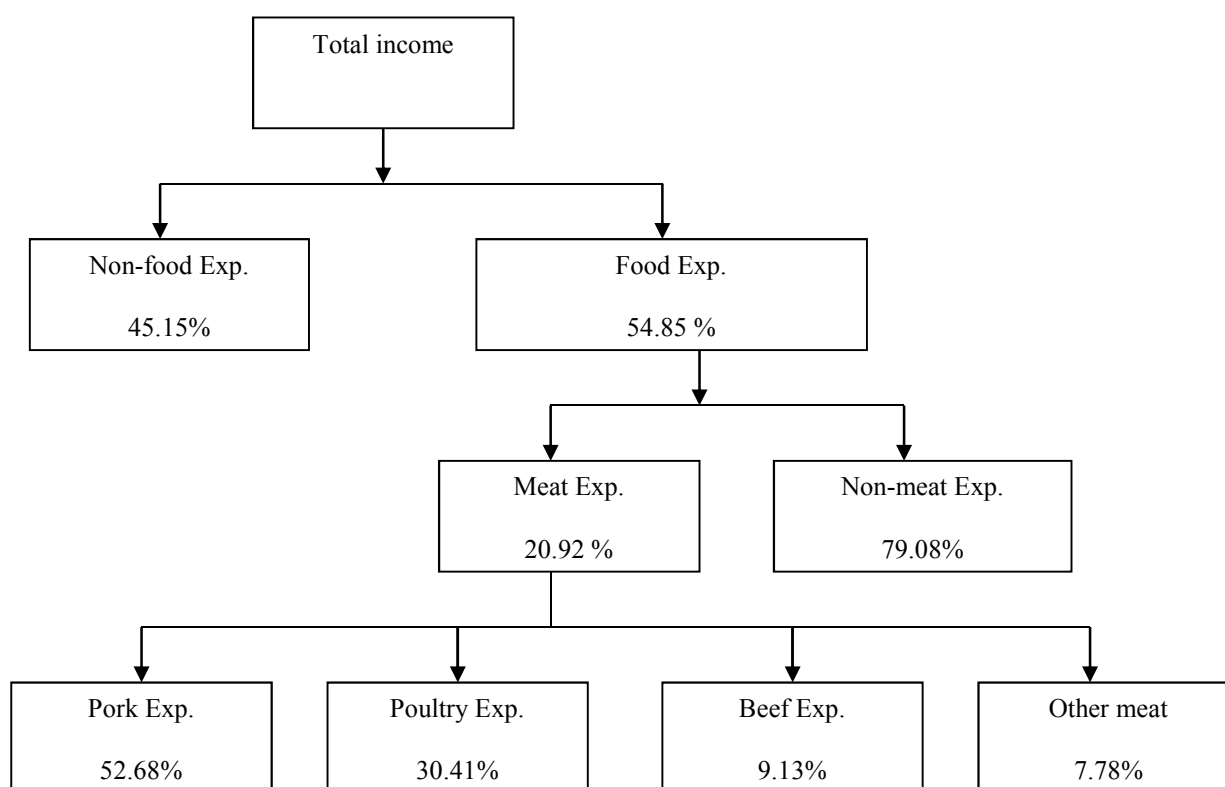 Total income
Non-food Exp.
45.15%
Food Exp.
54.85 %
Meat Exp.
20.92 %
Non-meat Exp.
79.08%
Pork Exp.
52.68%
Poultry Exp.
30.41%
Beef Exp.
9.13%
Other meat
7.78%